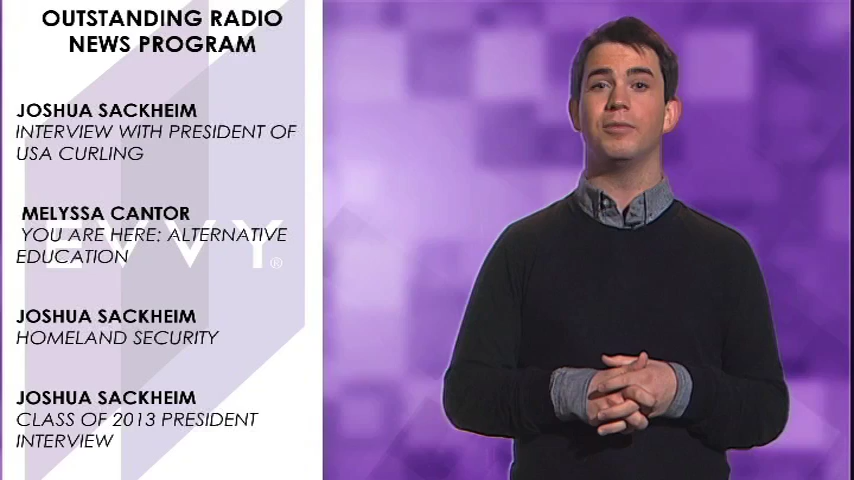 OUTSTANDING RADIO
NEWS PROGRAM
JOSHUA SACKHEIM
INTERVIEW WITH PRESIDENT OF
USA CURLING
MELYSSA CANTOR
YOU ARE HERE: ALTERNATIVE
EDUCATION
EVVY®
JOSHUA SACKHEIM
HOMELAND SECURITY
JOSHUA SACKHEIM
CLASS OF 2013 PRESIDENT
INTERVIEW